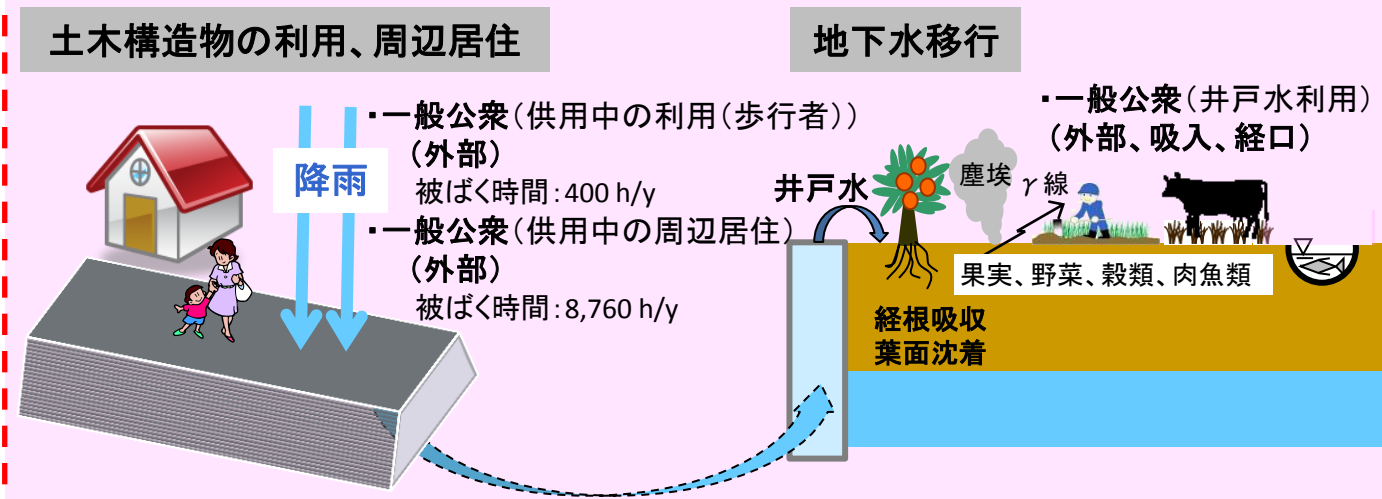 土木構造物の利用、周辺居住
降雨
・一般公衆(供用中の利用(歩行者))
(外部)
被ばく時間:400 h/y
・一般公衆(供用中の周辺居住)
(外部)
被ばく時間:8,760 h/y
地下水移行
・一般公衆(井戸水利用)
(外部、吸入、経口)
井戸水
塵埃
γ線
果実、野菜、穀類、肉魚類
経根吸収
葉面沈着